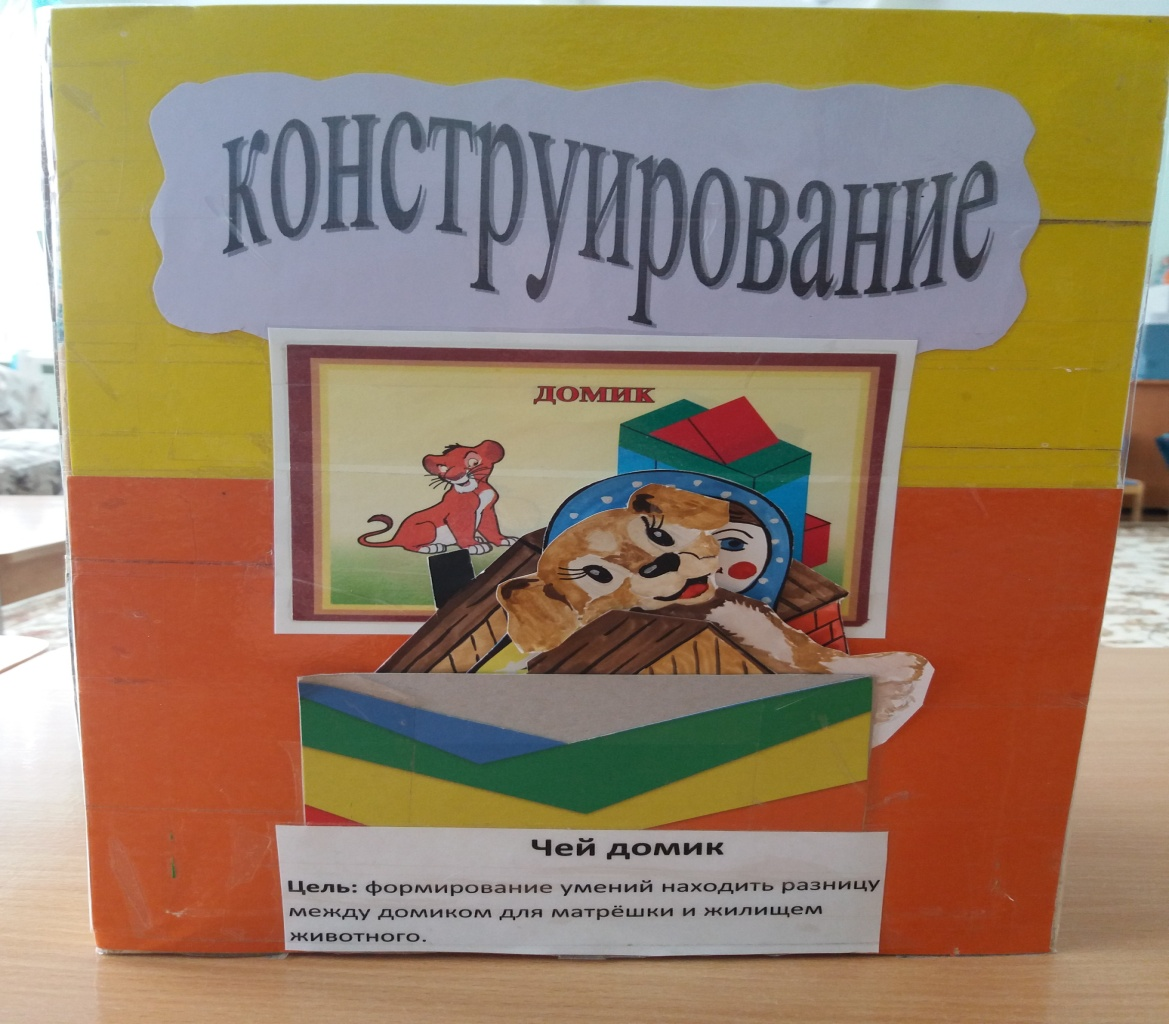 конструирование
ДОМИК
Чей домик
Цель: формирование умений находить разницу
между домиком для матрёшки и жилищем
животного.